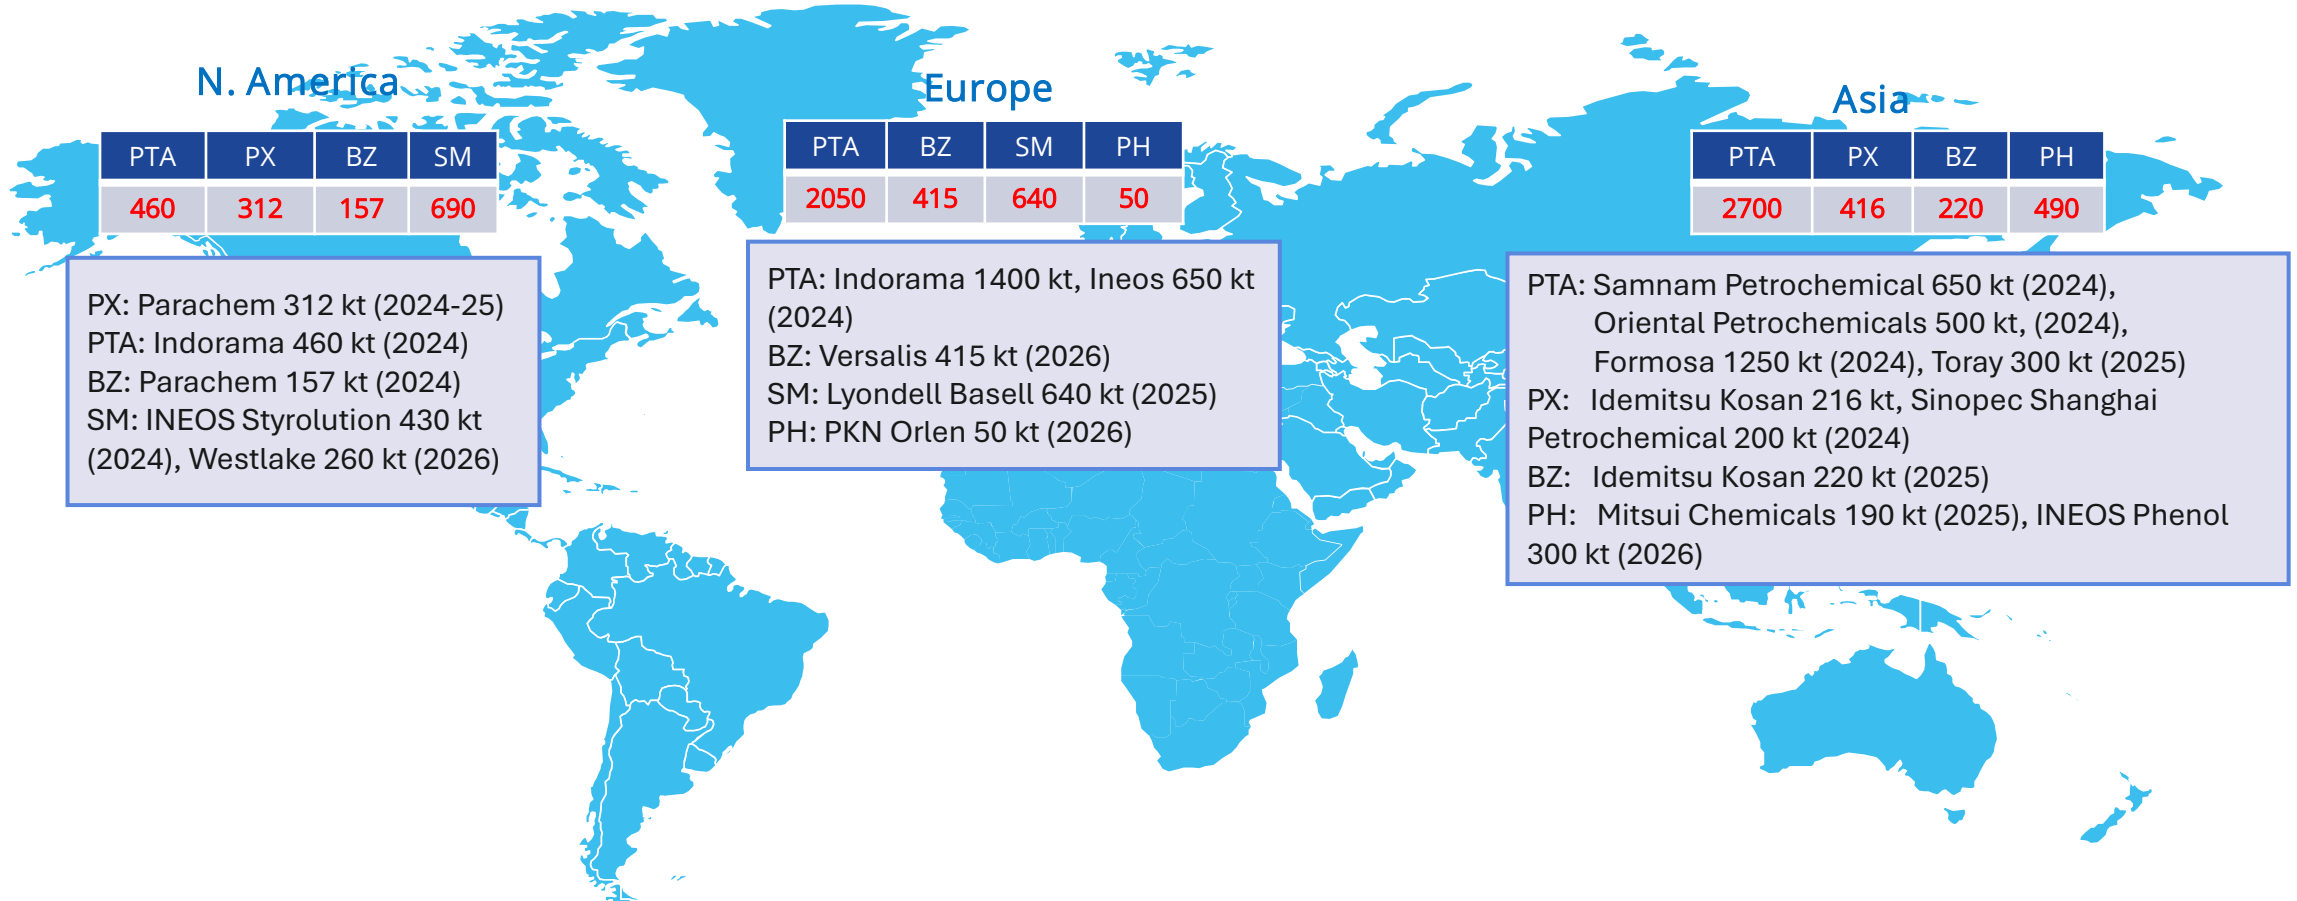 N. America
PTA PX BZ SM
460 312 157 690
PX: Parachem 312 kt (2024-25)
PTA: Indorama 460 kt (2024)
BZ: Parachem 157 kt (2024)
SM: INEOS Styrolution 430 kt
(2024), Westlake 260 kt (2026)
Europe
PTA BZ SM PH
2050 415 640 50
PTA: Indorama 1400 kt, Ineos 650 kt
(2024)
BZ: Versalis 415 kt (2026)
SM: Lyondell Basell 640 kt (2025)
PH: PKN Orlen 50 kt (2026)
Asia
PTA PX BZ PH
2700 416 220 490
PTA: Samnam Petrochemical 650 kt (2024),
Oriental Petrochemicals 500 kt, (2024),
Formosa 1250 kt (2024), Toray 300 kt (2025)
PX: Idemitsu Kosan 216 kt, Sinopec Shanghai
Petrochemical 200 kt (2024)
BZ: Idemitsu Kosan 220 kt (2025)
PH: Mitsui Chemicals 190 kt (2025), INEOS Phenol
300 kt (2026)